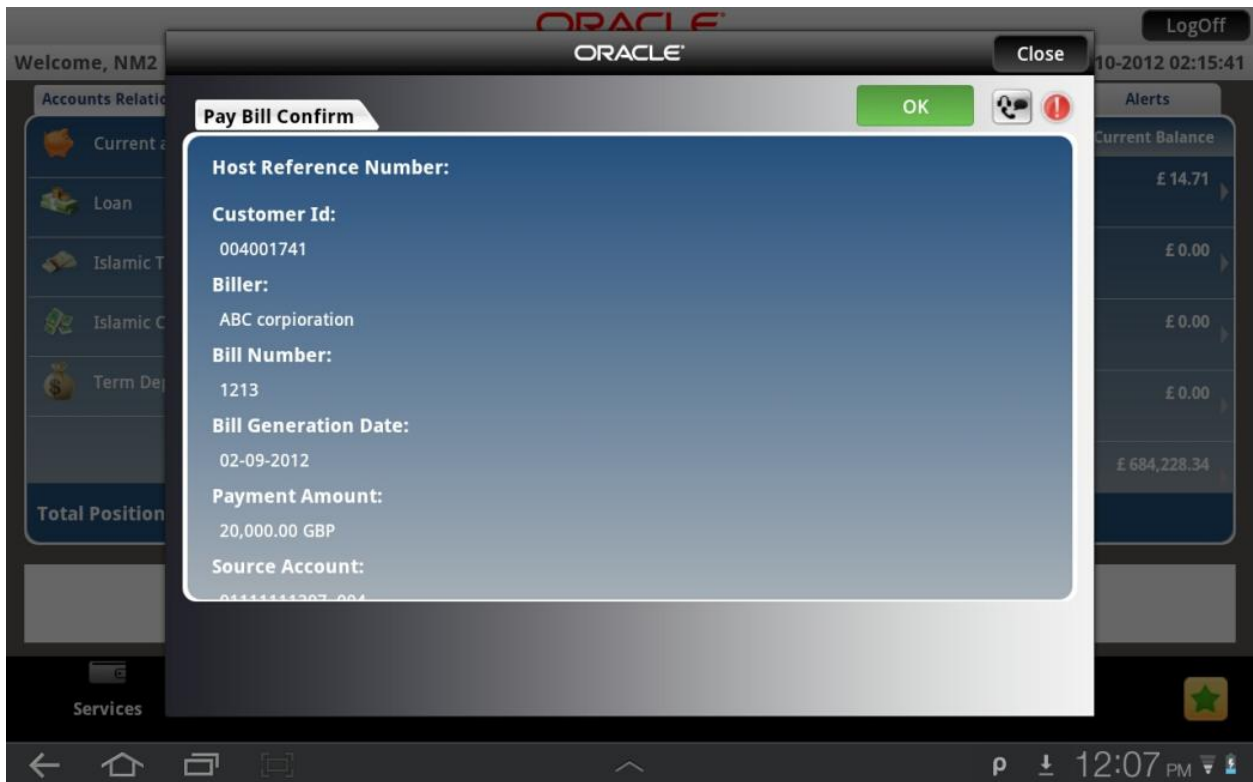 ORACLE
LogOff
ORACLE
Close
Welcome, NM2
10-2012 02:15:41
Accounts Relatio
Pay Bill Confirm
OK
Alerts
Current Balance
Current a
£ 14.71
Loan
£ 0.00
Islamic T
£ 0.00
Islamic C
£ 0.00
Term De
£ 684,228.34
Total Position
Host Reference Number:
Customer Id:
004001741
Biller:
ABC corpioration
Bill Number:
1213
Bill Generation Date:
02-09-2012
Payment Amount:
20,000.00 GBP
Source Account:
Services
12:07 PM